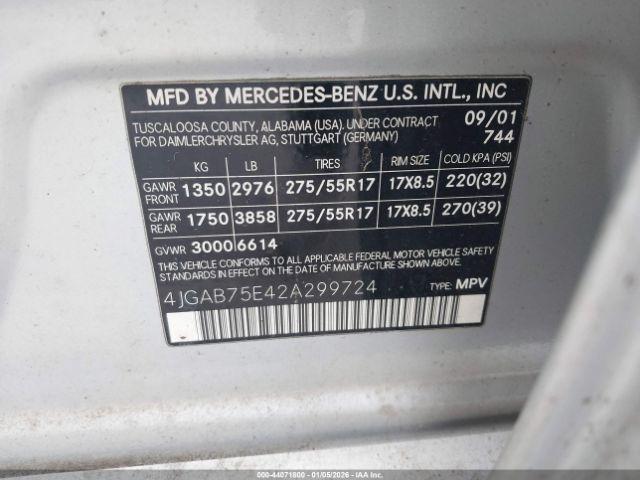 MFD BY MERCEDES-BENZ U.S. INTL., INC
TUSCALOOSA COUNTY, ALABAMA (USA). UNDER CONTRACT 09/01
FOR DAIMLERCHRYSLER AG, STUTTGART (GERMANY) 744
KG LB TIRES RIM SIZE COLD KPA (PSI)
GAWR FRONT 1350 2976 275/55R17 17X8.5 220(32)
GAWR REAR 1750 3858 275/55R17 17X8.5 270(39)
GVWR 3000 6614
THIS VEHICLE CONFORMS TO ALL APPLICABLE FEDERAL MOTOR VEHICLE SAFETY
STANDARDS IN EFFECT ON THE DATE OF MANUFACTURE SHOWN ABOVE.
4JGAB75E42A299724 TYPE: MPV
000-44071800 - 01/05/2026 - IAA Inc.